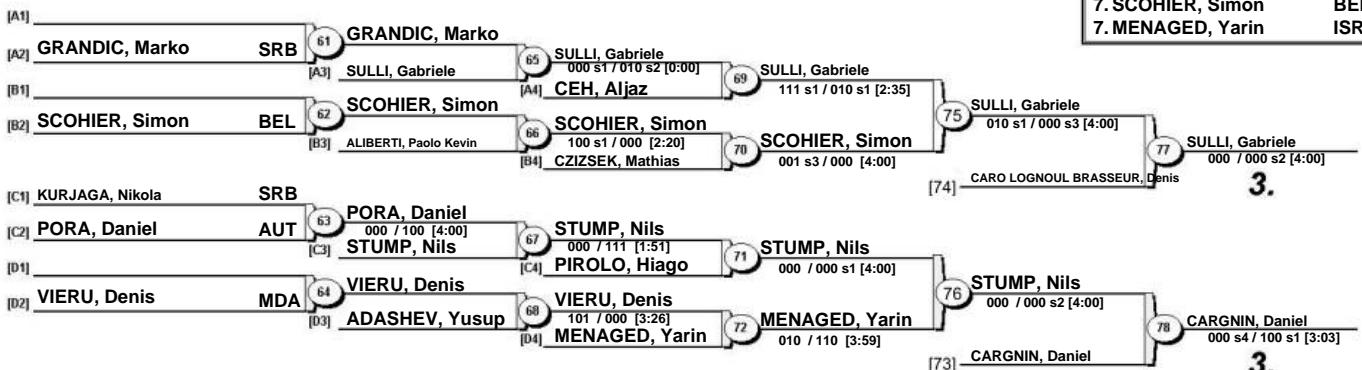 7. SCOHIER, Simon
7. MENAGED, Yarin ISR
[A1]
[A2] GRANDIC, Marko SRB
61 GRANDIC, Marko
[A3] SULLI, Gabriele
65 SULLI, Gabriele
000 s1 / 010 s2 [0:00]
[A4] CEH, Aljaz
69 SULLI, Gabriele
111 s1 / 010 s1 [2:35]
[B1]
[B2] SCOHIER, Simon BEL
62 SCOHIER, Simon
[B3] ALIBERTI, Paolo Kevin
66 SCOHIER, Simon
100 s1 / 000 [2:20]
[B4] CZIZSEK, Mathias
70 SCOHIER, Simon
001 s3 / 000 [4:00]
75 SULLI, Gabriele
010 s1 / 000 s3 [4:00]
[74] CARO LOGNOUL BRASSEUR, Denis
77 SULLI, Gabriele
000 / 000 s2 [4:00]
3.
[C1] KURJAGA, Nikola SRB
[C2] PORA, Daniel AUT
63 PORA, Daniel
000 / 100 [4:00]
[C3] STUMP, Nils
67 STUMP, Nils
000 / 111 [1:51]
[C4] PIROLO, Hiago
71 STUMP, Nils
000 / 000 s1 [4:00]
[D1]
[D2] VIERU, Denis MDA
64 VIERU, Denis
[D3] ADASHEV, Yusup
68 VIERU, Denis
101 / 000 [3:26]
[D4] MENAGED, Yarin
72 MENAGED, Yarin
010 / 110 [3:59]
76 STUMP, Nils
000 / 000 s2 [4:00]
[73] CARGNIN, Daniel
78 CARGNIN, Daniel
000 s4 / 100 s1 [3:03]
3.